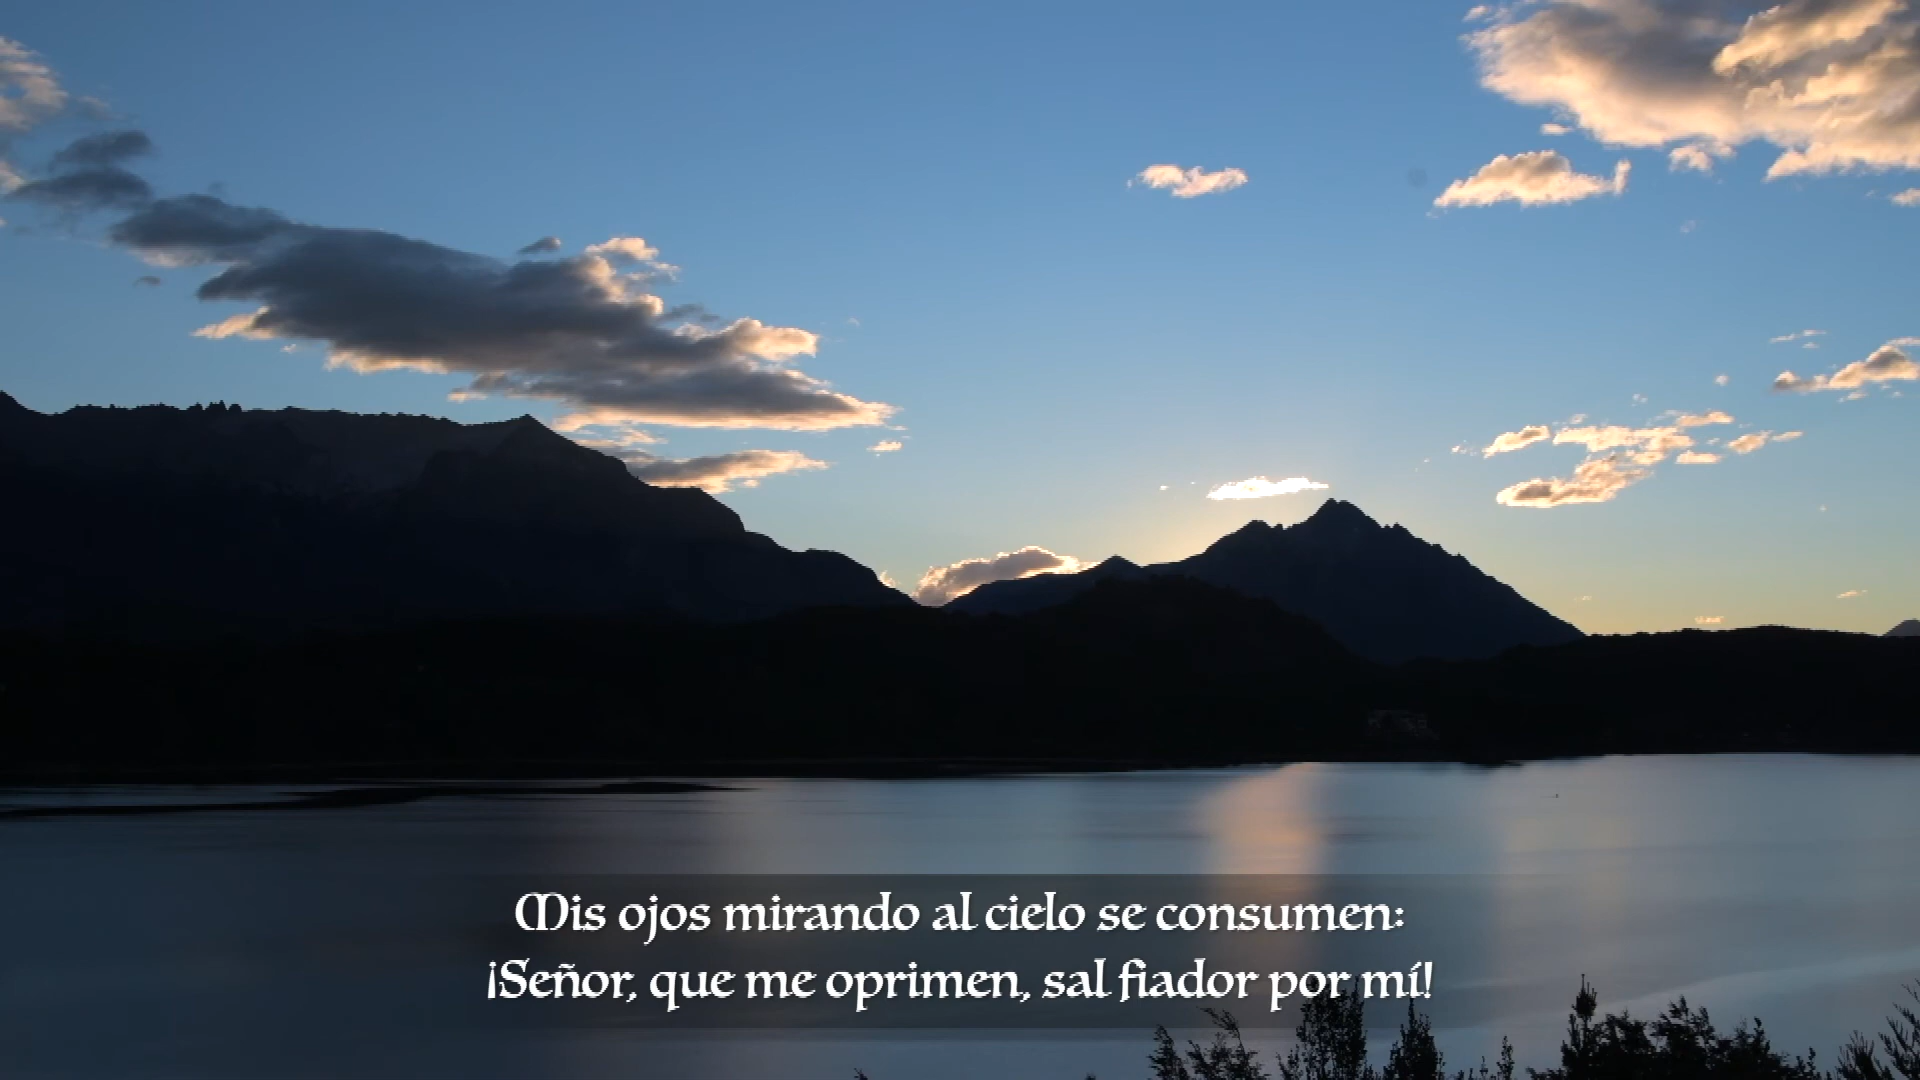 Mis ojos mirando al cielo se consumen:
¡Señor, que me oprimen, sal fiador por mí!